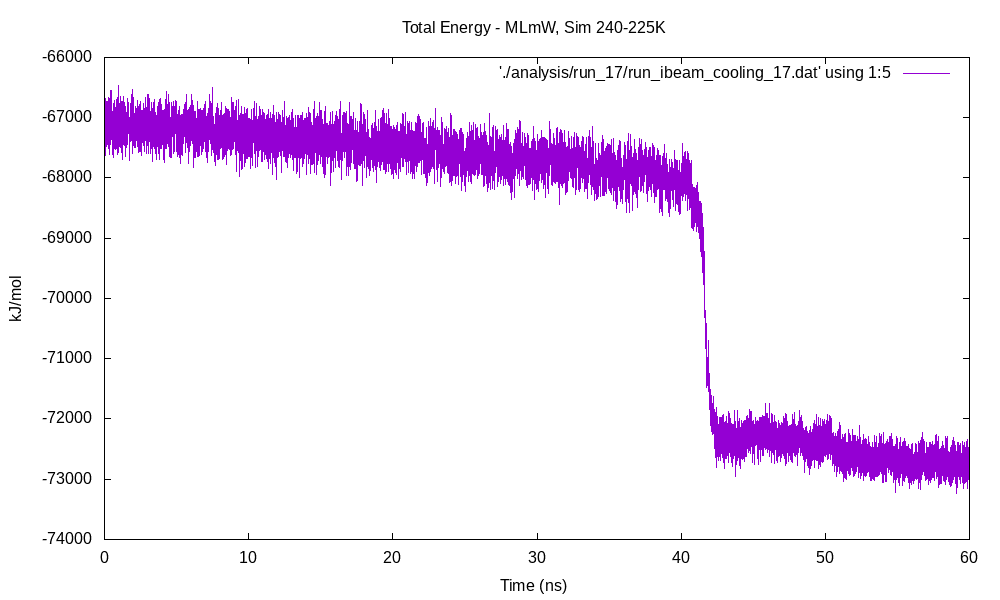 Total Energy - MLmW, Sim 240-225K
'./analysis/run_17/run_ibeam_cooling_17.dat' using 1:5
-66000
-67000
-68000
-69000
-70000
-71000
-72000
-73000
-74000
kJ/mol
0 10 20 30 40 50 60
Time (ns)